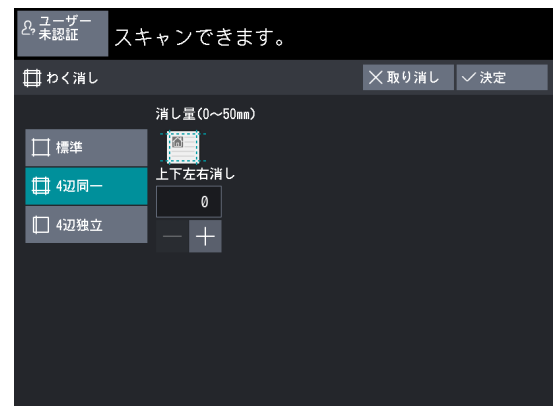 ユーザー
未認証
スキャンできます。
わく消し
取り消し
決定
消し量(0～50mm)
標準
4辺同一
4辺独立
上下左右消し
0